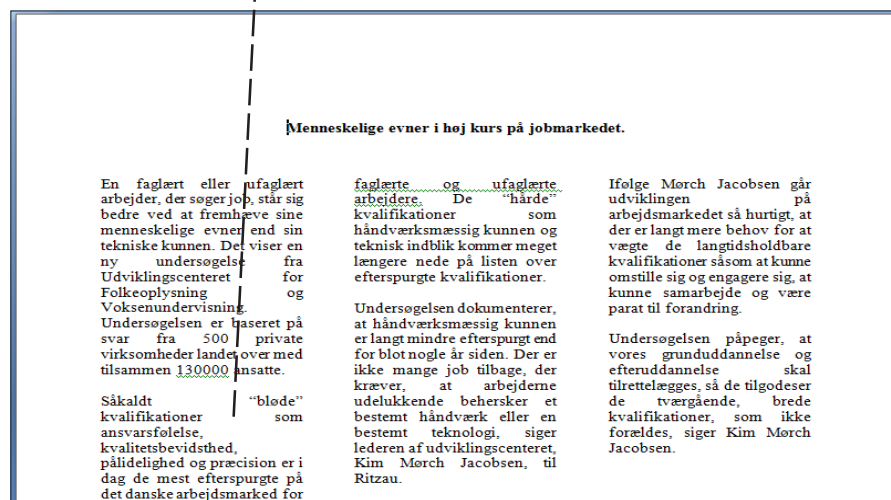 Menneskelige evner i høj kurs på jobmarkedet.
En faglært eller ufaglært
arbejder, der søger job, står sig
bedre ved at fremhæve sine
menneskelige evner end sin
tekniske kunnen. Det viser en
ny undersøgelse fra
Udviklingscenteret for
Folkeoplysning og
Voksenundervisning.
Undersøgelsen er baseret på
svar fra 500 private
virksomheder landet over med
tilsammen 130000 ansatte.
Såkaldt “bløde”
kvalifikationer som
ansvarsfølelse,
kvalitetsbevidsthed,
pålidelighed og præcision er i
dag de mest efterspurgte på
det danske arbejdsmarked for
faglærte og ufaglærte
arbejdere. De “hårde”
kvalifikationer som
håndværksmæssig kunnen og
teknisk indblik kommer meget
længere nede på listen over
efterspurgte kvalifikationer.
Undersøgelsen dokumenterer,
at håndværksmæssig kunnen
er langt mindre efterspurgt end
for blot nogle år siden. Der er
ikke mange job tilbage, der
kræver, at arbejderne
udelukkende behersker et
bestemt håndværk eller en
bestemt teknologi, siger
lederen af udviklingscenteret,
Kim Mørch Jacobsen, til
Ritzau.
Ifølge Mørch Jacobsen går
udviklingen på
arbejdsmarkedet så hurtigt, at
der er langt mere behov for at
vægte de langtidsholdbare
kvalifikationer såsom at kunne
omstille sig og engagere sig, at
kunne samarbejde og være
parat til forandring.
Undersøgelsen påpeger, at
vores grunduddannelse og
efteruddannelse skal
tilrettelægges, så de tilgodeser
de tværgående, brede
kvalifikationer, som ikke
forældes, siger Kim Mørch
Jacobsen.